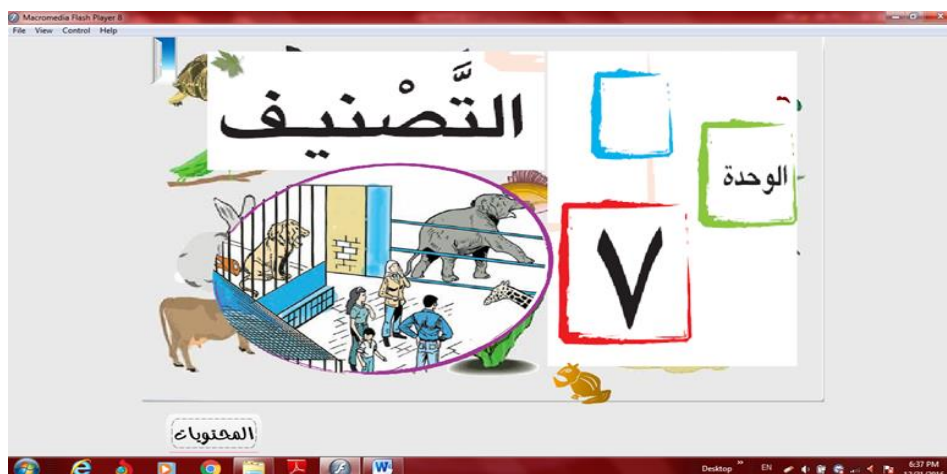 Macromedia Flash Player 8
File View Control Help
التَّصْنيف
الوحدة
٧
المحتويات
Desktop
EN
6:37 PM